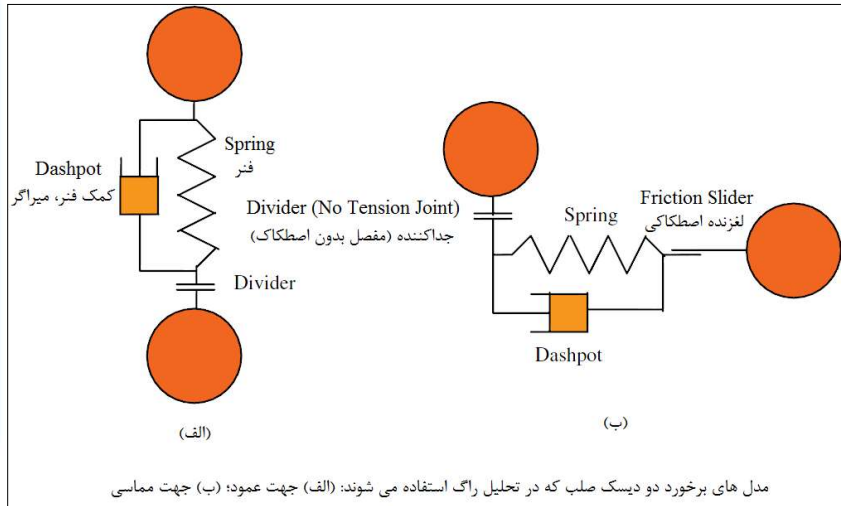 Dashpot
کمک فنر، میراگر
Spring
فنر
Divider
(الف)
Divider (No Tension Joint)
جداکننده (مفصل بدون اصطکاک)
Spring
Friction Slider
لغزنده اصطکاکی
Dashpot
(ب)
مدل های برخورد دو دیسک صلب که در تحلیل راگ استفاده می شوند: (الف) جهت عمود؛ (ب) جهت مماسی